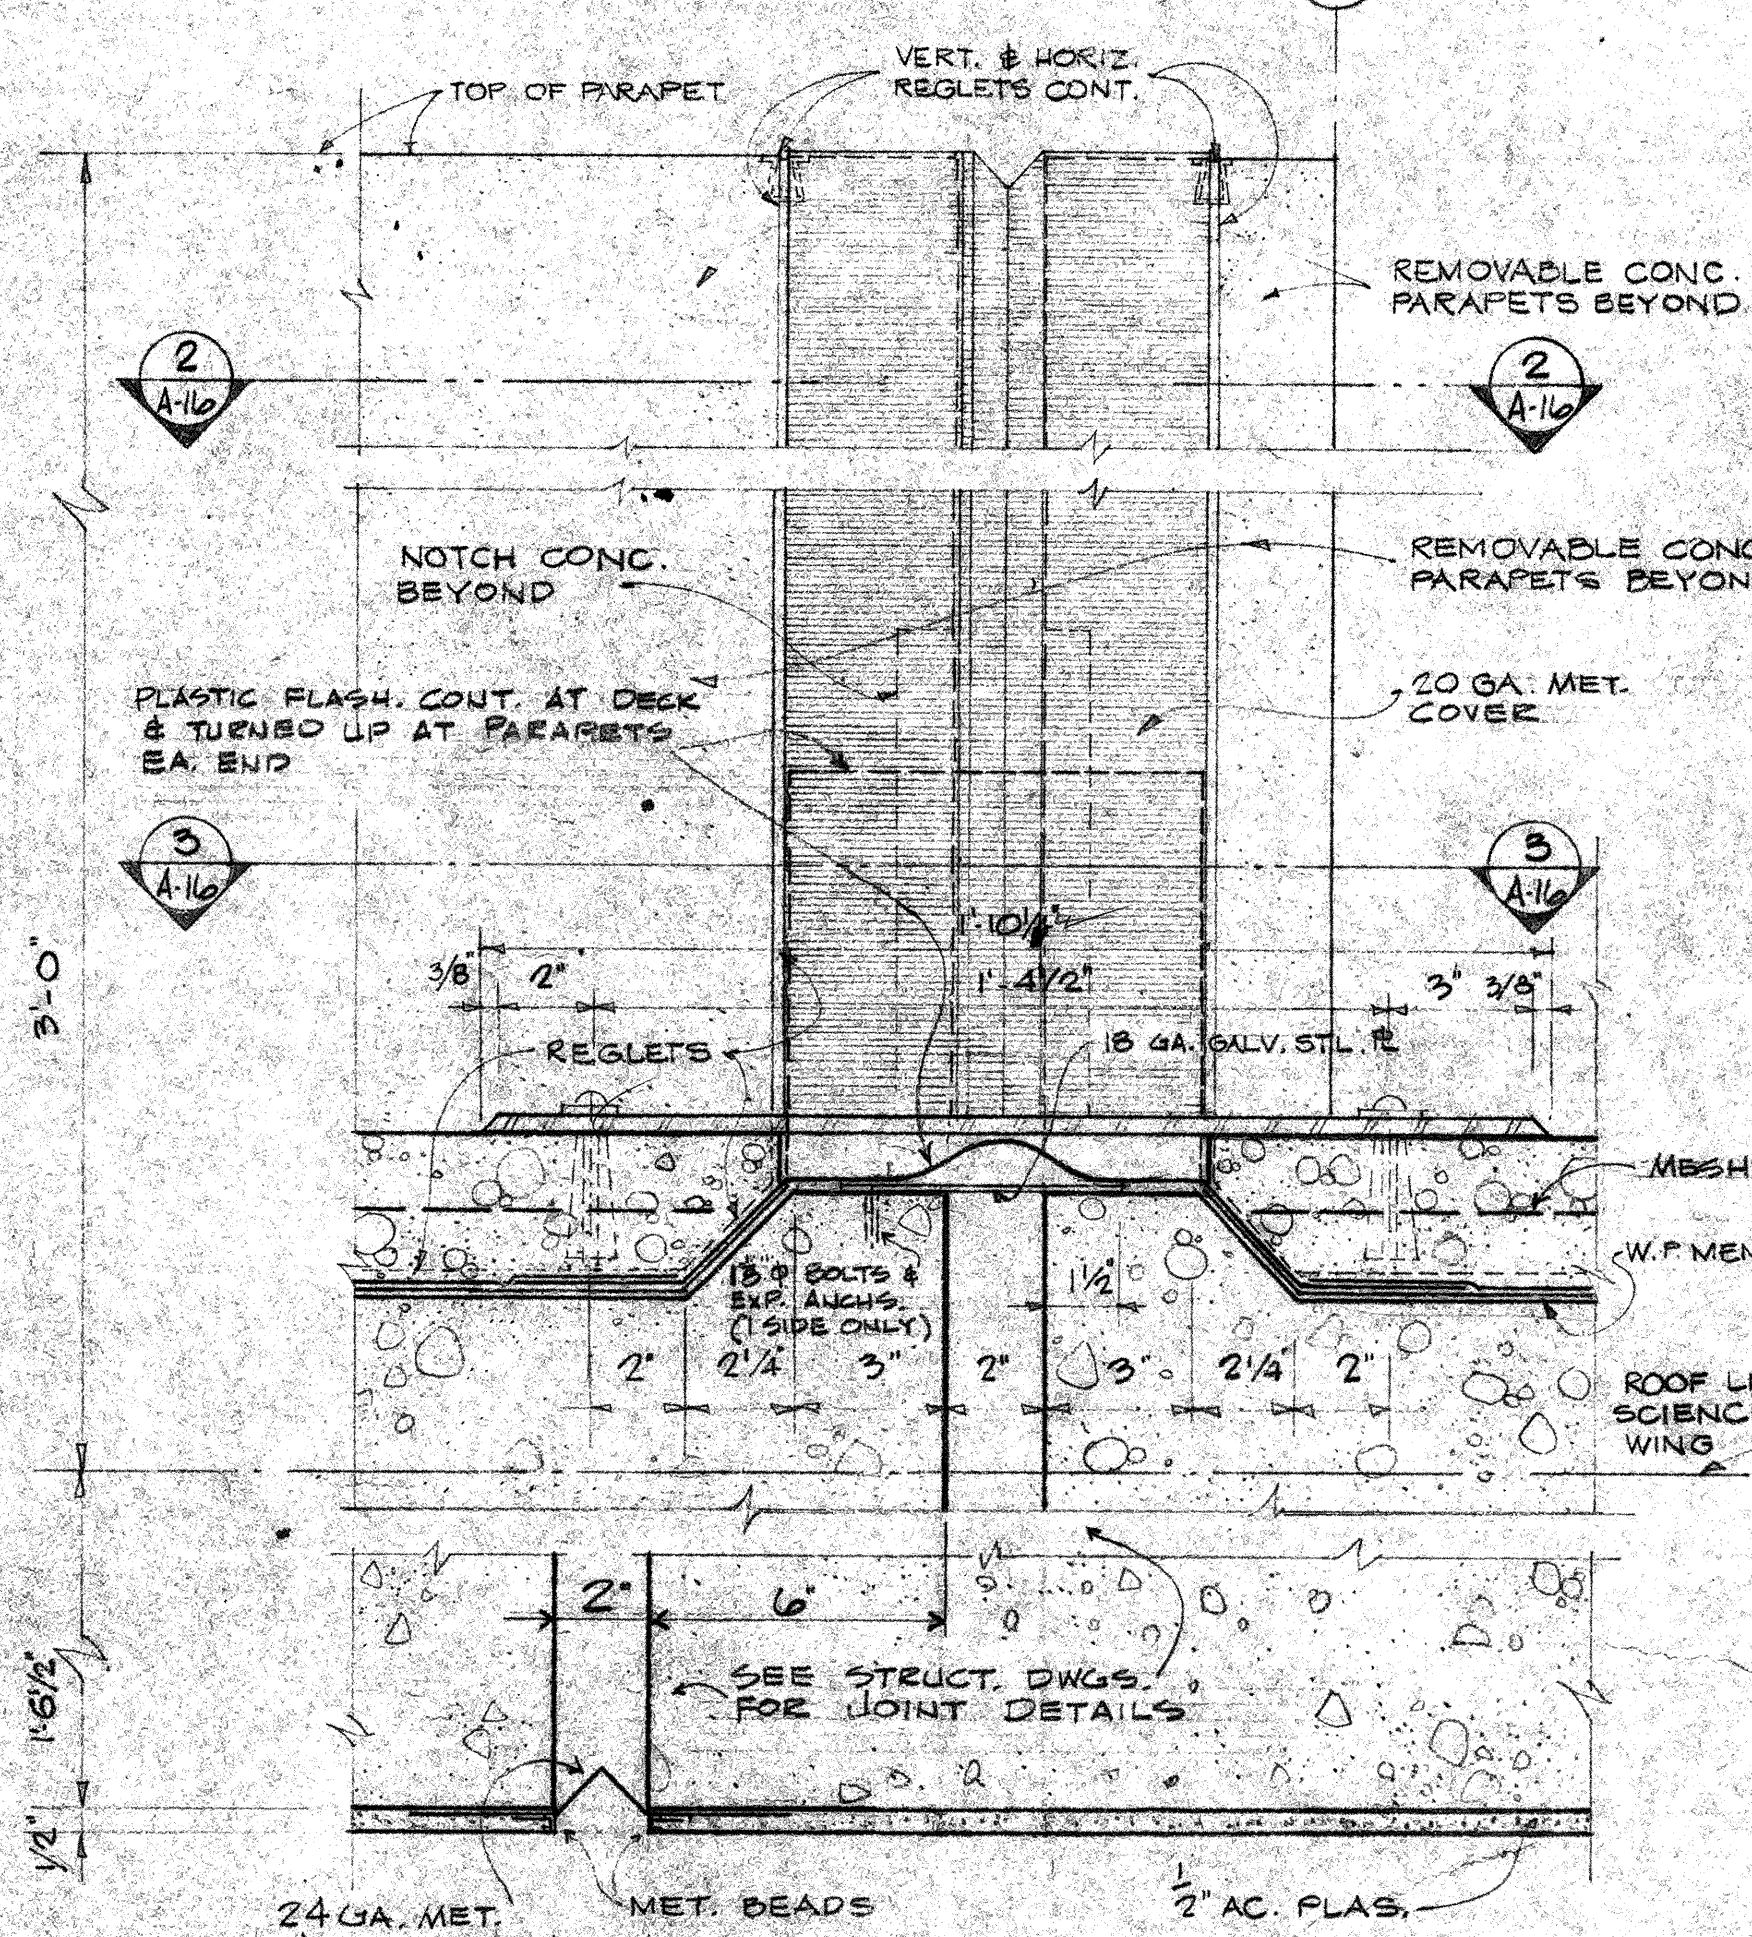 TOP OF PARAPET
VERT. & HORIZ.
REGLETS CONT.
REMOVABLE CONC.
PARAPETS BEYOND
2
A-16
2
A-16
NOTCH CONC.
BEYOND
REMOVABLE CONC
PARAPETS BEYON
PLASTIC FLASH. CONT. AT DECK
& TURNED UP AT PARAPETS
EA. END
20 GA. MET.
COVER
3
A-16
3
A-16
3'-0"
1'-10¼"
3/8" 2"
1'-4 1/2"
3" 3/8"
REGLETS
18 GA. GALV. STL. PL
MESH
W.P MEM
BOLTS &
EXP. ANCHS.
(1 SIDE ONLY)
1 1/2"
2" 2 1/4" 3" 2" 3" 2 1/4" 2"
ROOF L
SCIENC
WING
2" 6"
SEE STRUCT. DWGS.
FOR JOINT DETAILS
1'-6 1/2"
1/2"
24 GA. MET.
MET. BEADS
1/2" AC. PLAS.